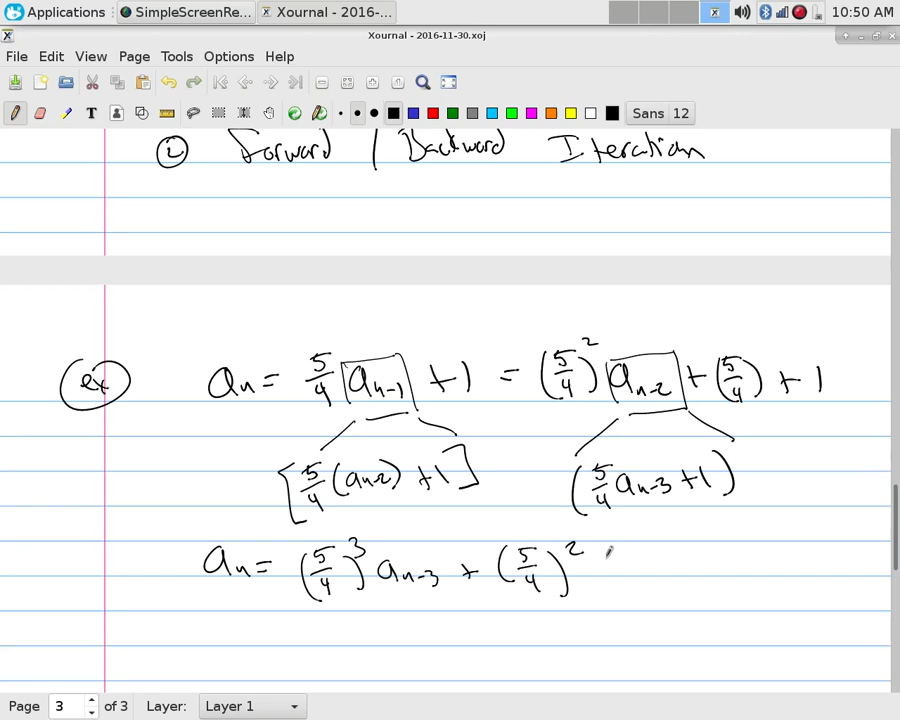 Applications SimpleScreenRe... Xournal - 2016-... 10:50 AM
Xournal - 2016-11-30.xoj
File Edit View Page Tools Options Help
T Sans 12
② Forward / Backward Iteration
ex aₙ = 5/4 aₙ₋₁ + 1 = (5/4)² aₙ₋₂ + (5/4) + 1
[5/4 (aₙ₋₂) + 1] (5/4 aₙ₋₃ + 1)
aₙ = (5/4)³ aₙ₋₃ + (5/4)²
Page 3 of 3 Layer: Layer 1